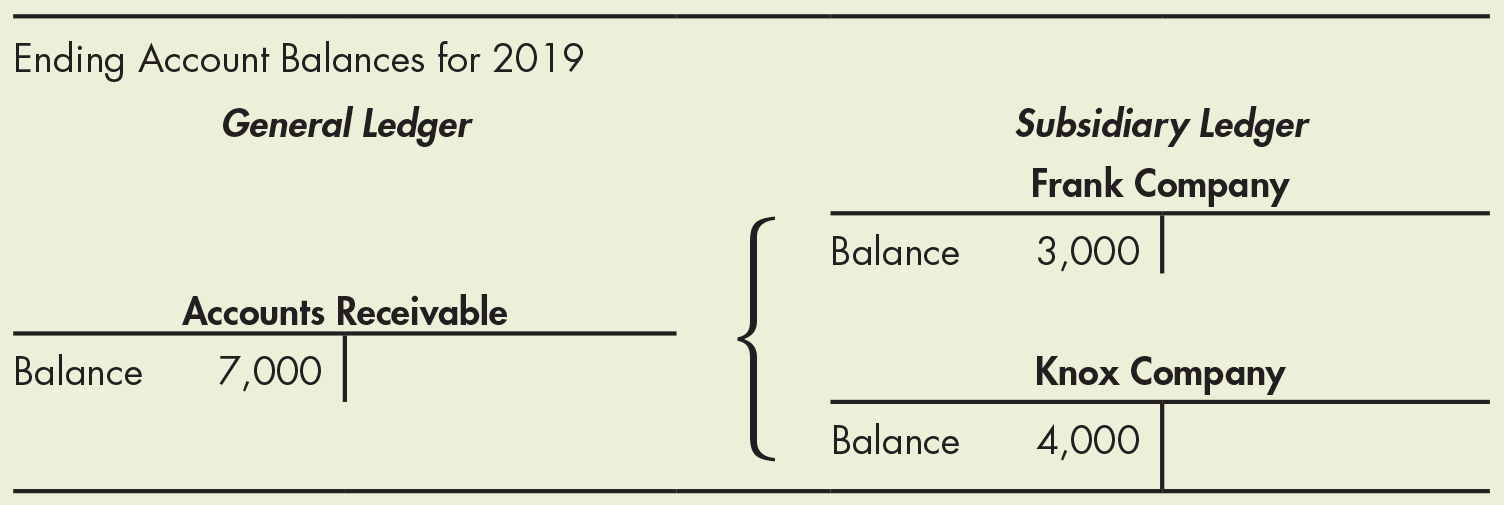 Ending Account Balances for 2019
General Ledger
Subsidiary Ledger
Frank Company
Balance 3,000
Accounts Receivable
Balance 7,000
Knox Company
Balance 4,000